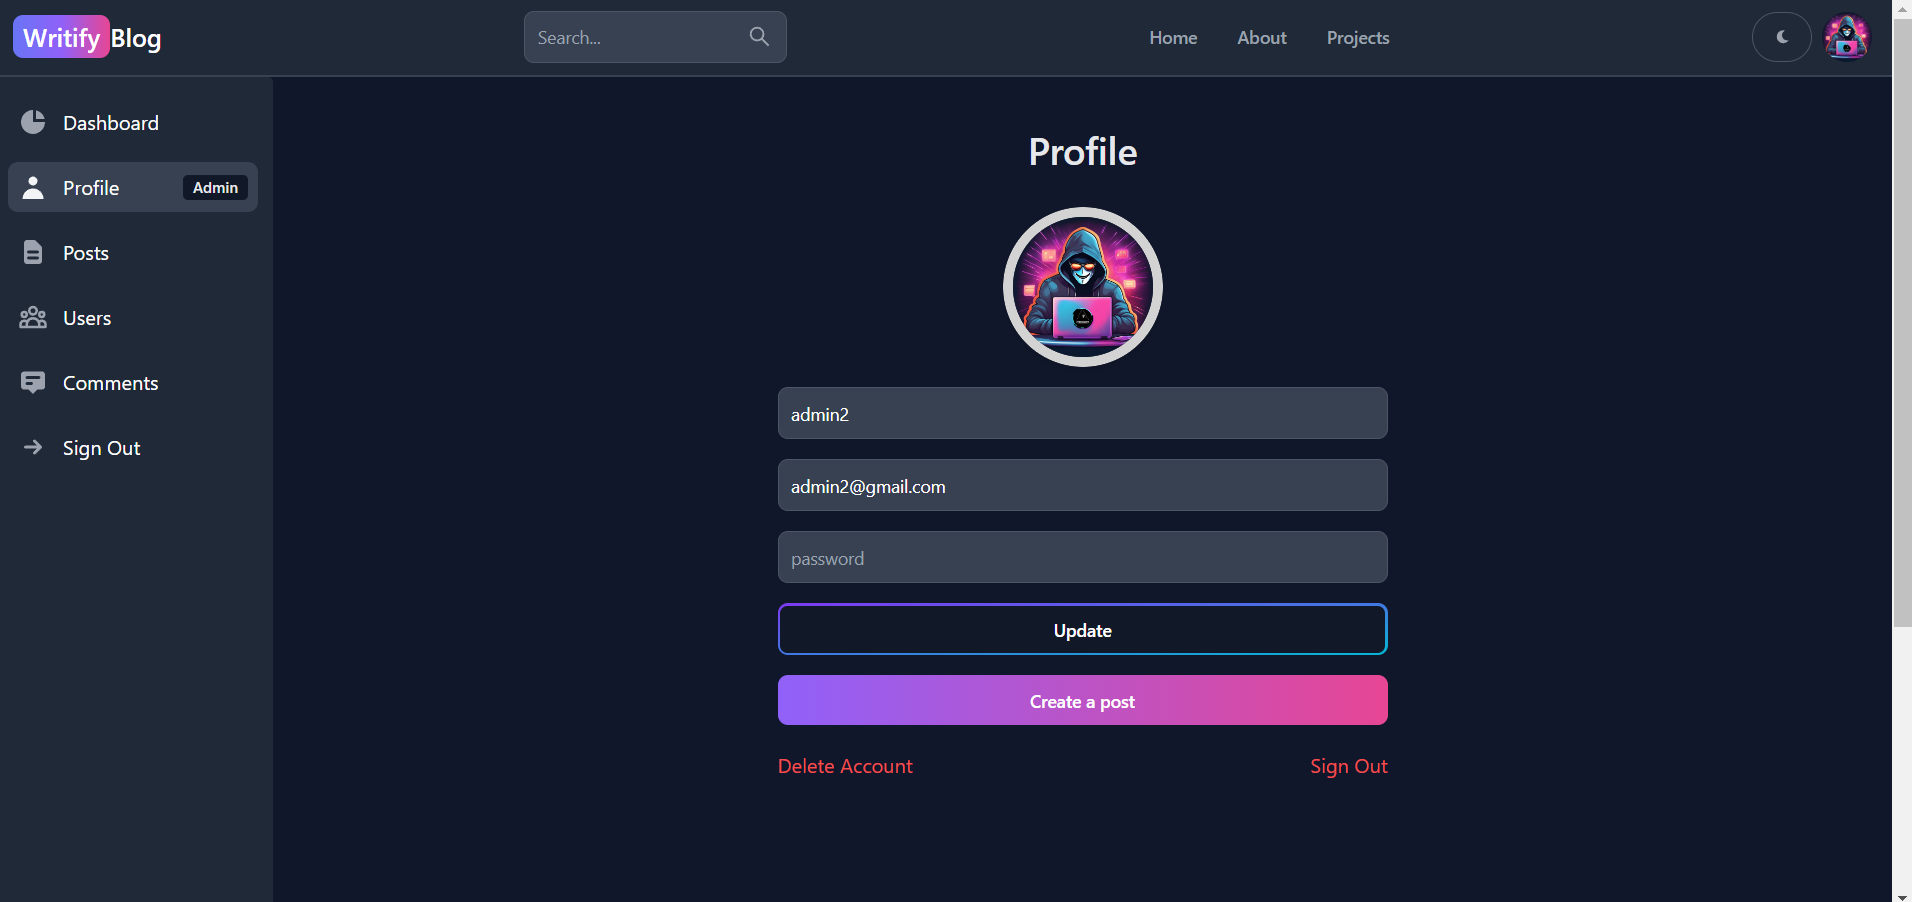 Writify Blog
Search...
Home
About
Projects
Dashboard
Profile
Admin
Posts
Users
Comments
Sign Out
Profile
admin2
admin2@gmail.com
password
Update
Create a post
Delete Account
Sign Out